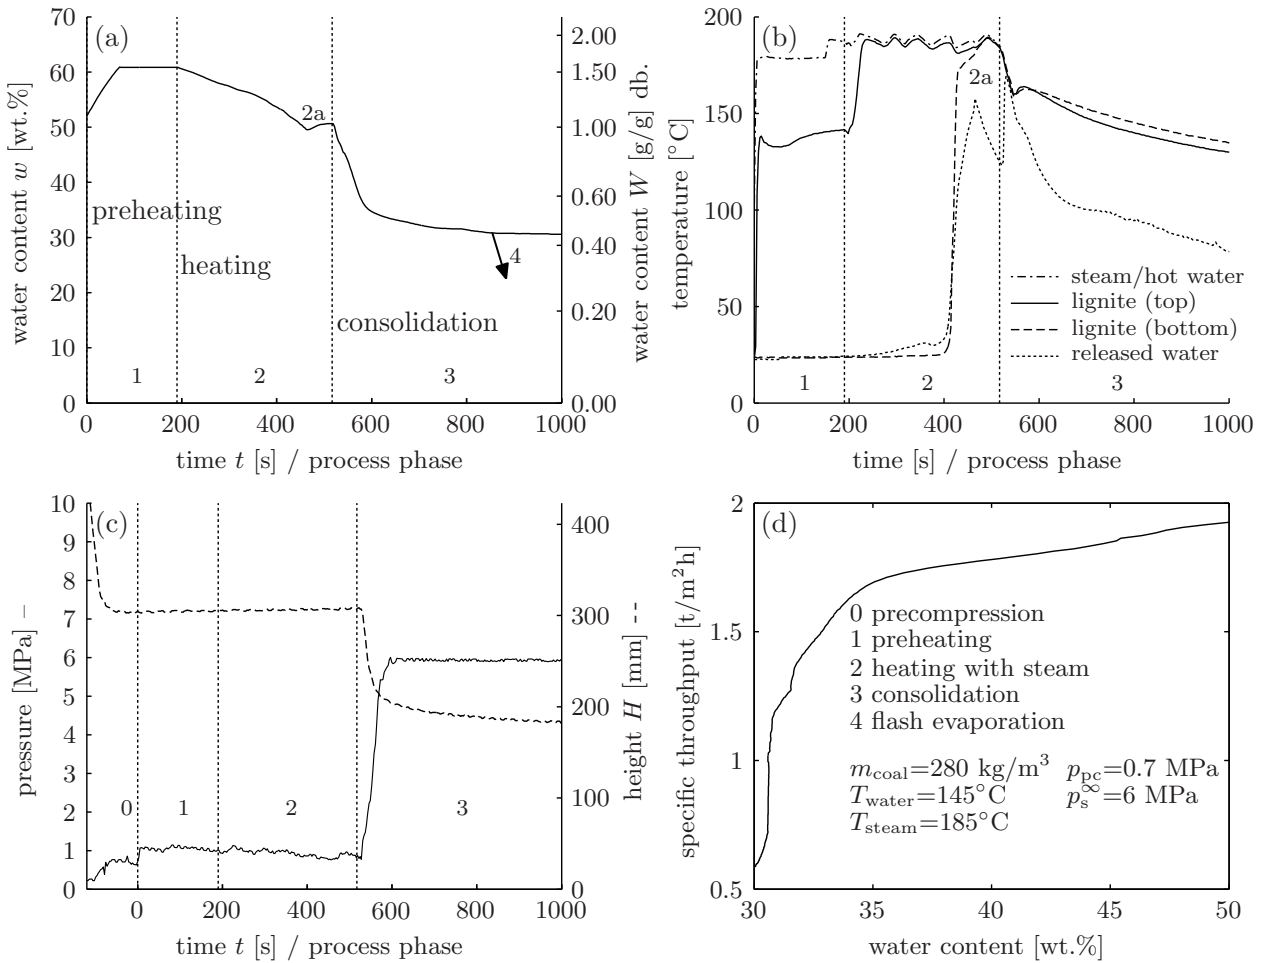 (a)
water content w [wt.%]
70
60
50
40
30
20
10
0
2.00
1.50
1.00
0.60
0.40
0.20
0.00
water content W [g/g] db.
2a
preheating
heating
consolidation
4
1
2
3
0 200 400 600 800 1000
time t [s] / process phase
(b)
temperature [°C]
200
150
100
50
0
2a
steam/hot water
lignite (top)
lignite (bottom)
released water
1
2
3
0 200 400 600 800 1000
time [s] / process phase
(c)
pressure [MPa] –
10
9
8
7
6
5
4
3
2
1
0
400
300
200
100
0
height H [mm] --
0
1
2
3
0 200 400 600 800 1000
time t [s] / process phase
(d)
specific throughput [t/m²h]
2
1.5
1
0.5
0 precompression
1 preheating
2 heating with steam
3 consolidation
4 flash evaporation
m_coal=280 kg/m³ p_pc=0.7 MPa
T_water=145°C p_s^∞=6 MPa
T_steam=185°C
30 35 40 45 50
water content [wt.%]